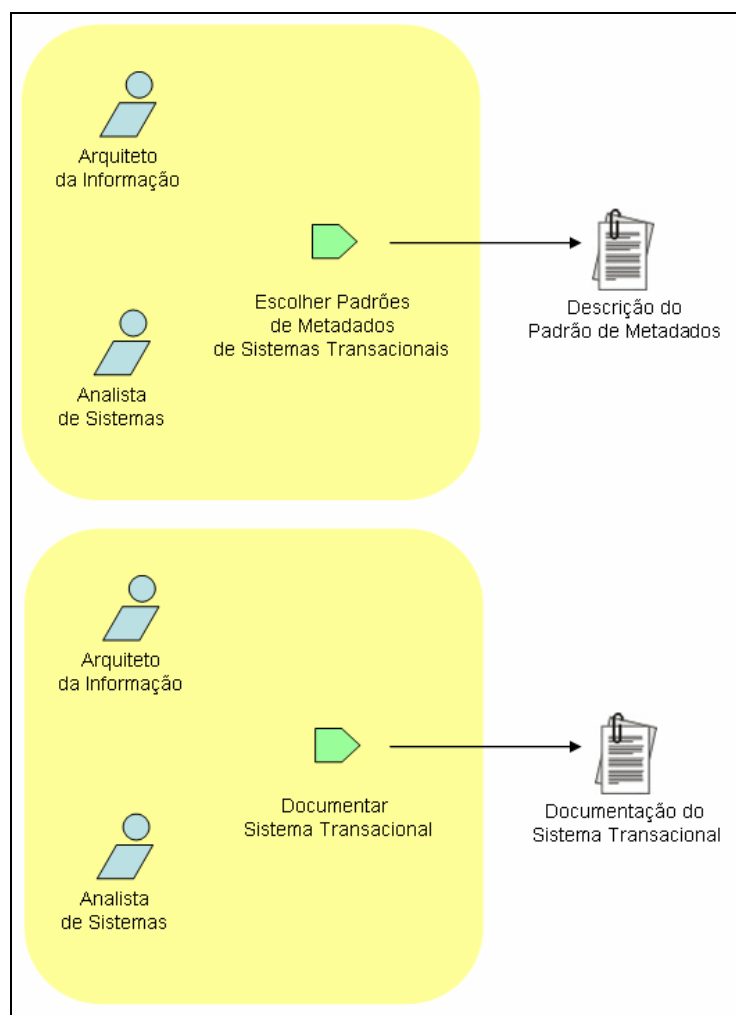 Arquiteto
da Informação
Escolher Padrões
de Metadados
de Sistemas Transacionais
Descrição do
Padrão de Metadados
Analista
de Sistemas
Arquiteto
da Informação
Documentar
Sistema Transacional
Documentação do
Sistema Transacional
Analista
de Sistemas